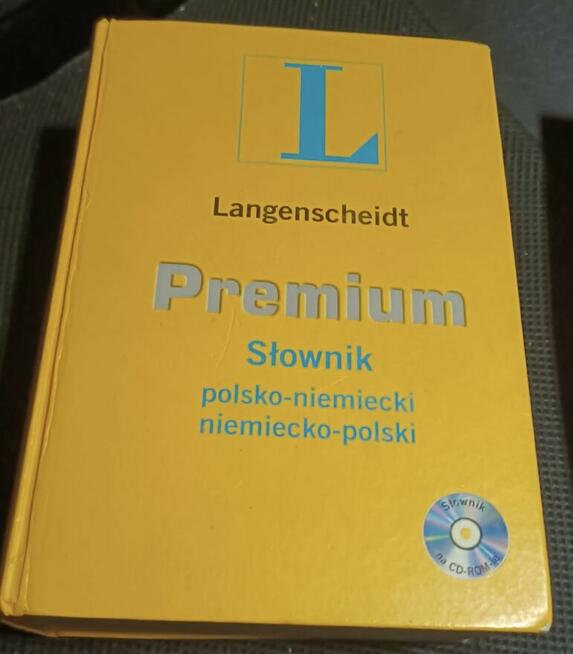 L
Langenscheidt
Premium
Słownik
polsko-niemiecki
niemiecko-polski
Słownik
na CD-ROM-ie